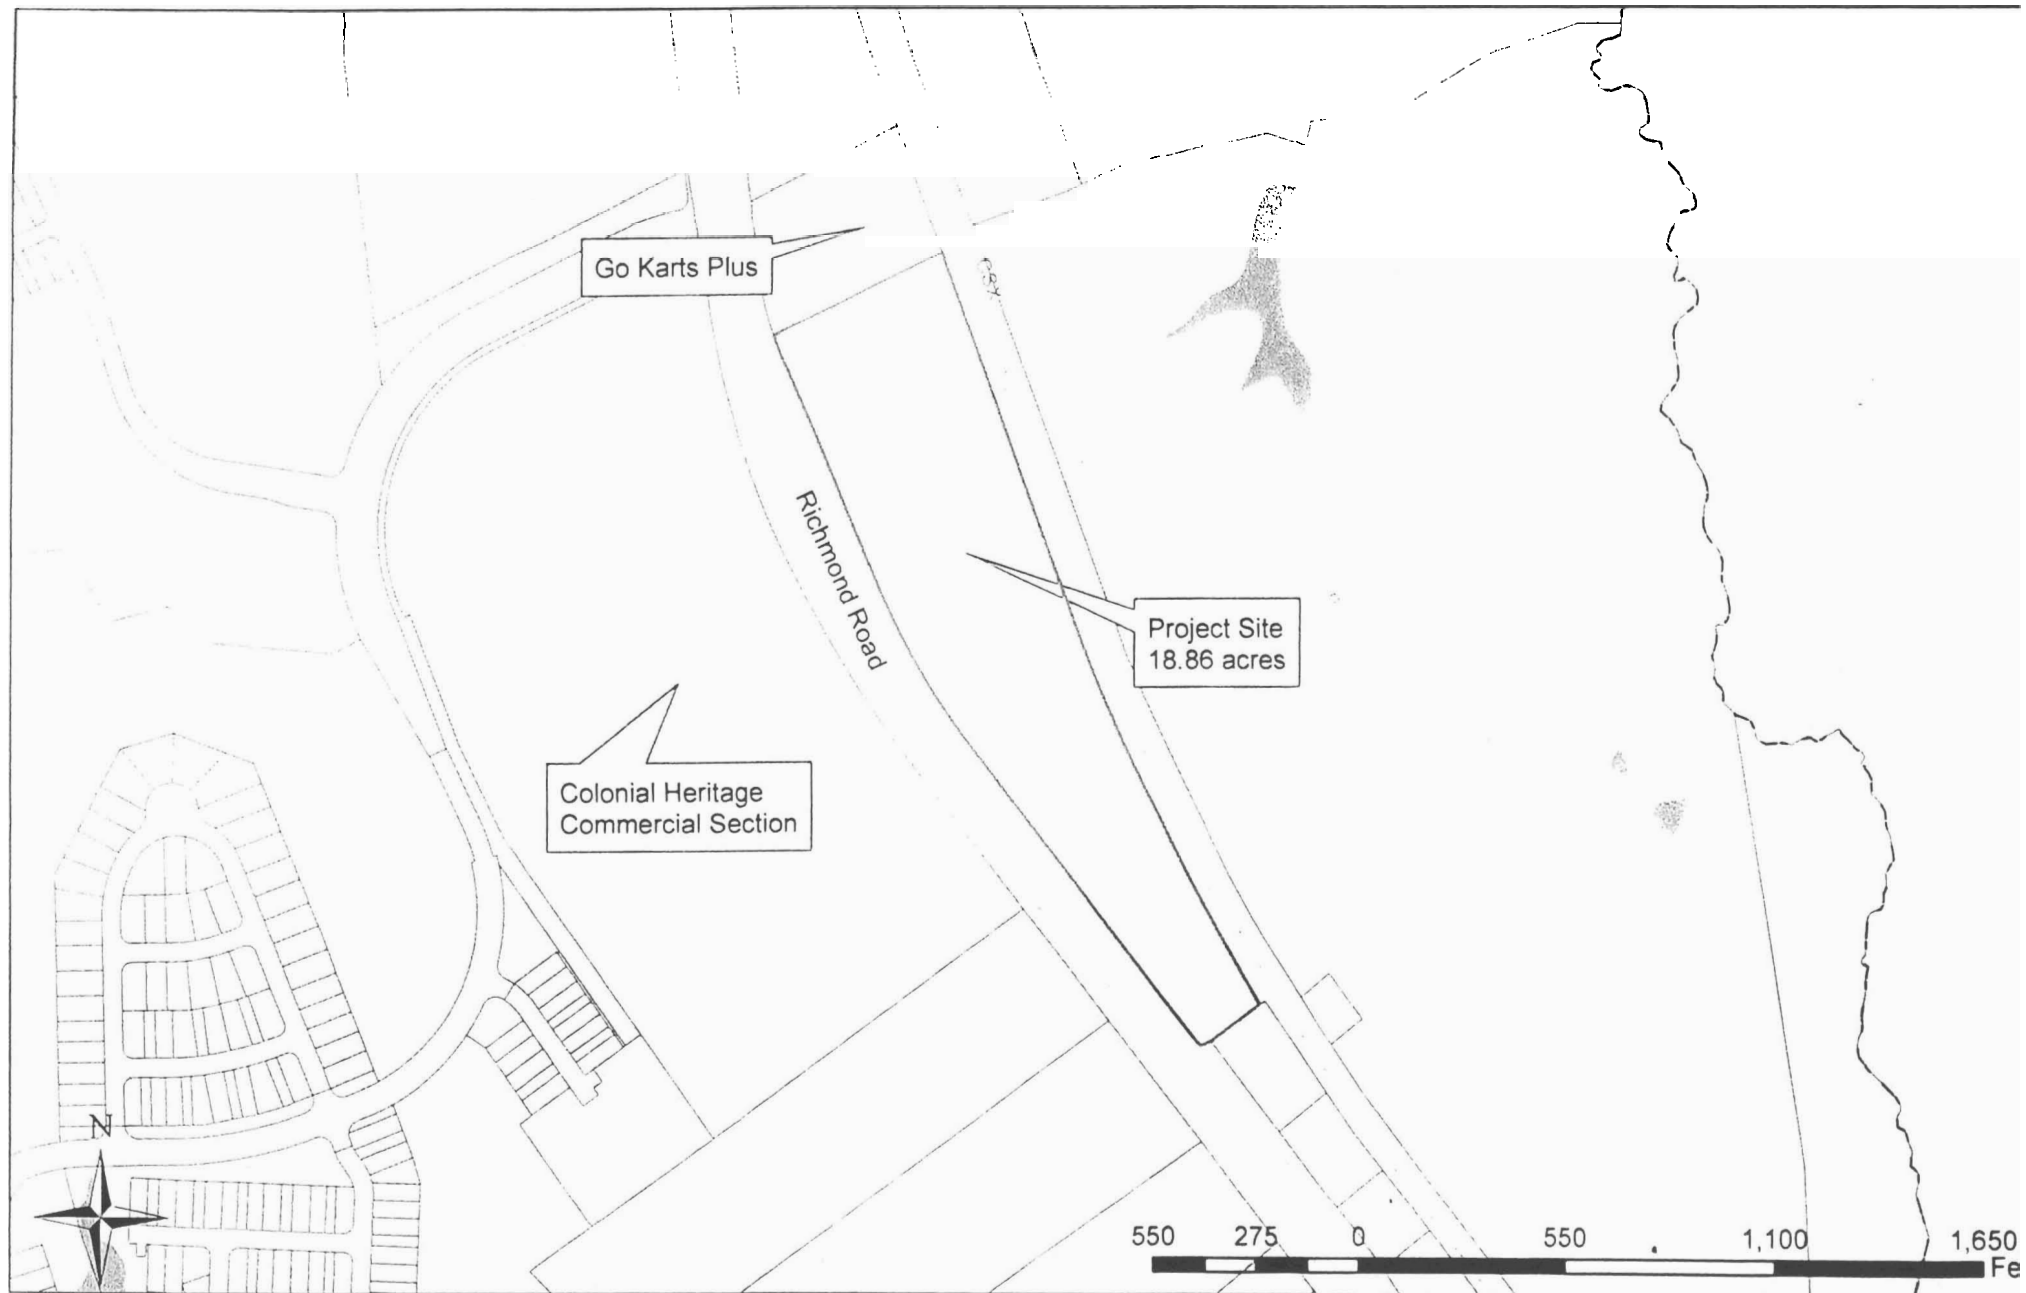 Go Karts Plus
CSX
Richmond Road
Project Site
18.86 acres
Colonial Heritage
Commercial Section
N
550 275 0 550 1,100 1,650
Fe